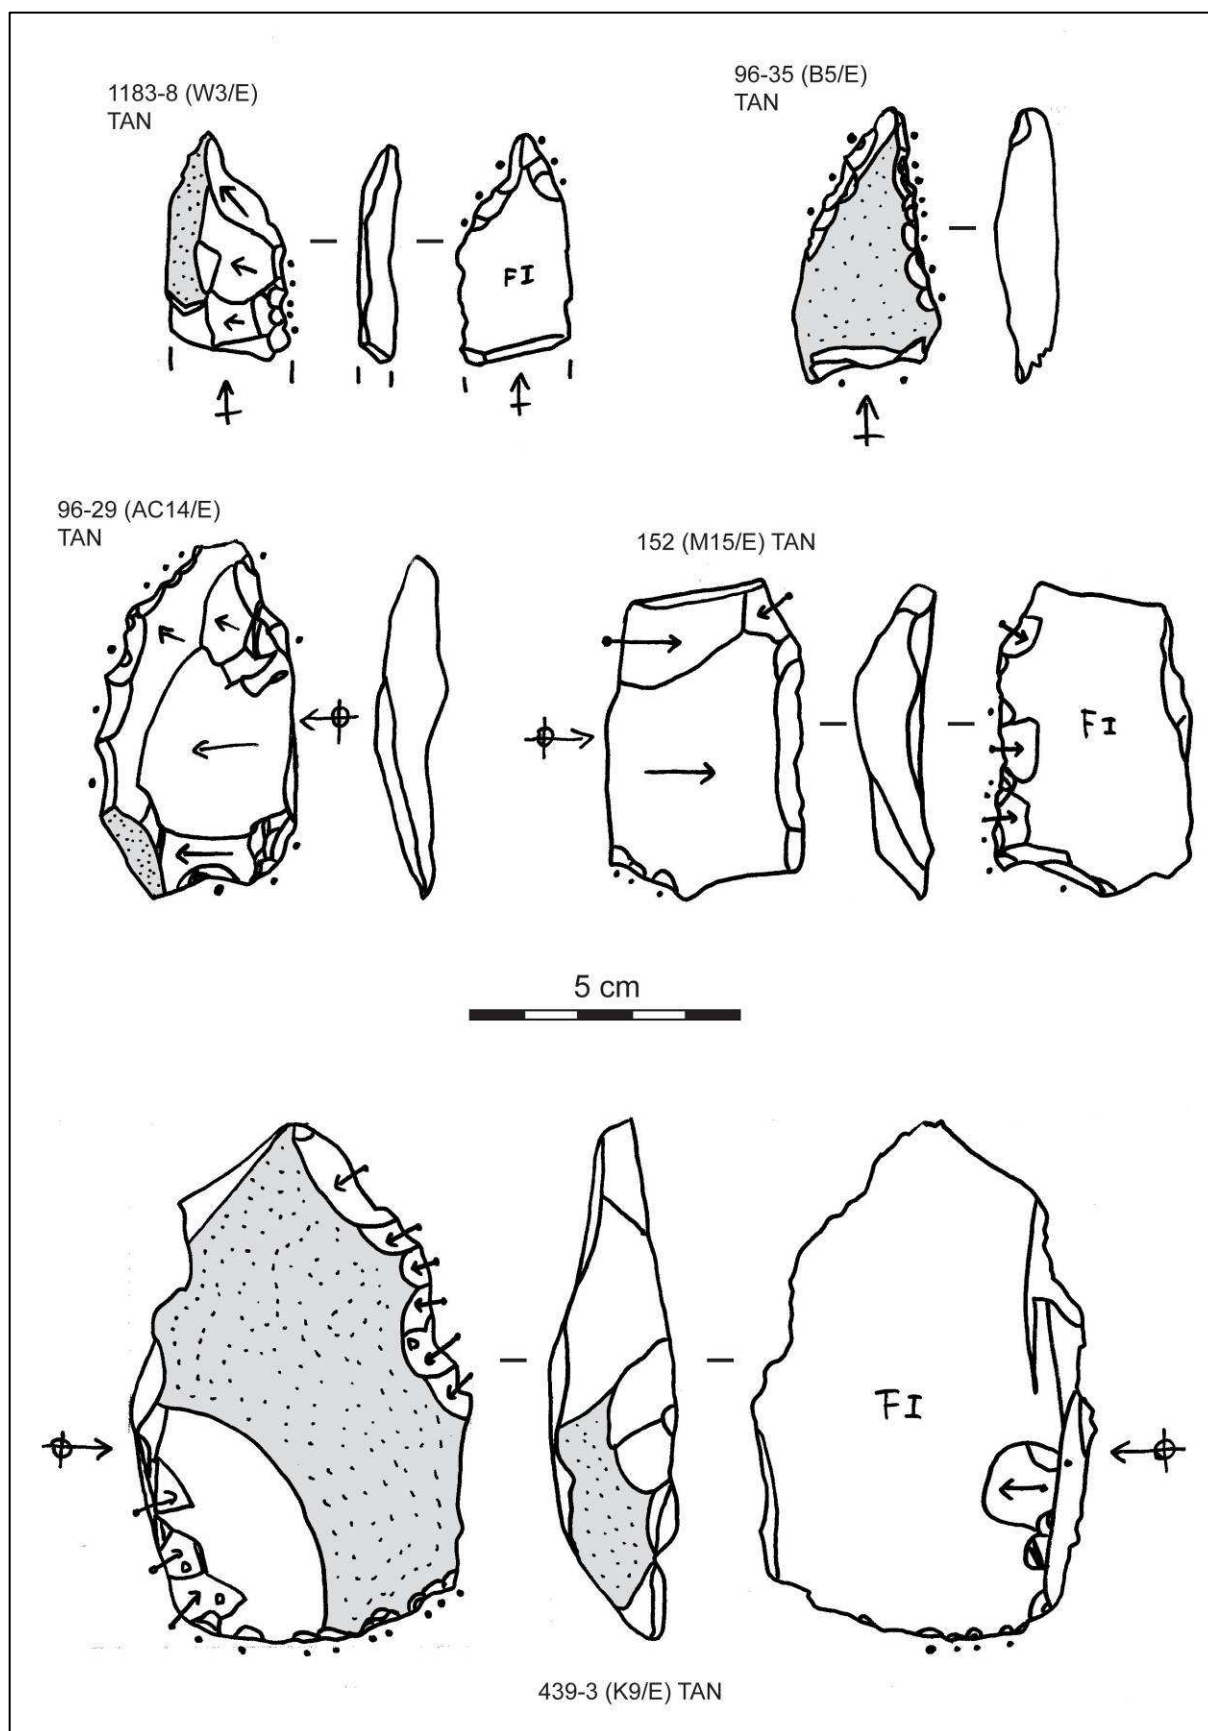 1183-8 (W3/E)
TAN
96-35 (B5/E)
TAN
FI
96-29 (AC14/E)
TAN
152 (M15/E) TAN
FI
5 cm
FI
439-3 (K9/E) TAN